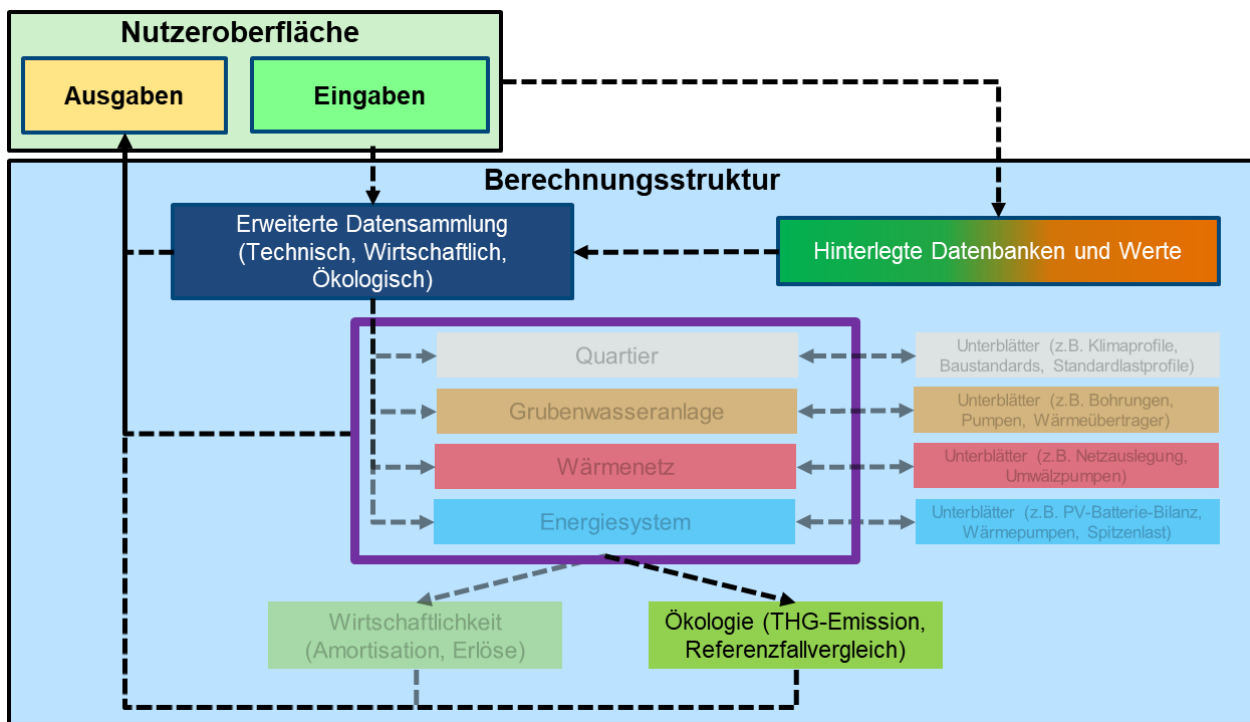 Nutzeroberfläche
Ausgaben
Eingaben
Berechnungsstruktur
Erweiterte Datensammlung
(Technisch, Wirtschaftlich,
Ökologisch)
Hinterlegte Datenbanken und Werte
Quartier
Unterblätter (z.B. Klimaprofile,
Baustandards, Standardlastprofile)
Grubenwasseranlage
Unterblätter (z.B. Bohrungen,
Pumpen, Wärmeübertrager)
Wärmenetz
Unterblätter (z.B. Netzauslegung,
Umwälzpumpen)
Energiesystem
Unterblätter (z.B. PV-Batterie-Bilanz,
Wärmepumpen, Spitzenlast)
Wirtschaftlichkeit
(Amortisation, Erlöse)
Ökologie (THG-Emission,
Referenzfallvergleich)